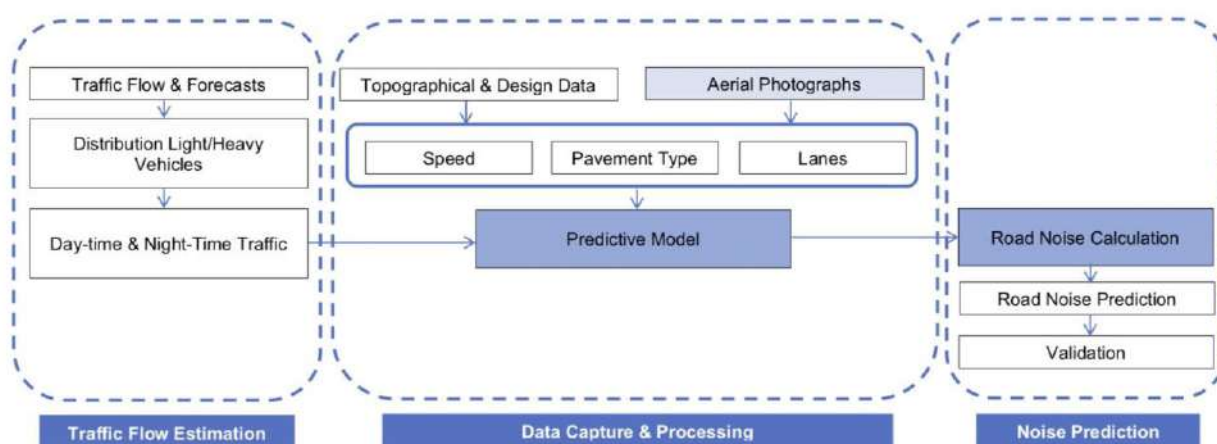 Traffic Flow & Forecasts
Distribution Light/Heavy
Vehicles
Day-time & Night-Time Traffic
Traffic Flow Estimation
Topographical & Design Data
Aerial Photographs
Speed
Pavement Type
Lanes
Predictive Model
Data Capture & Processing
Road Noise Calculation
Road Noise Prediction
Validation
Noise Prediction